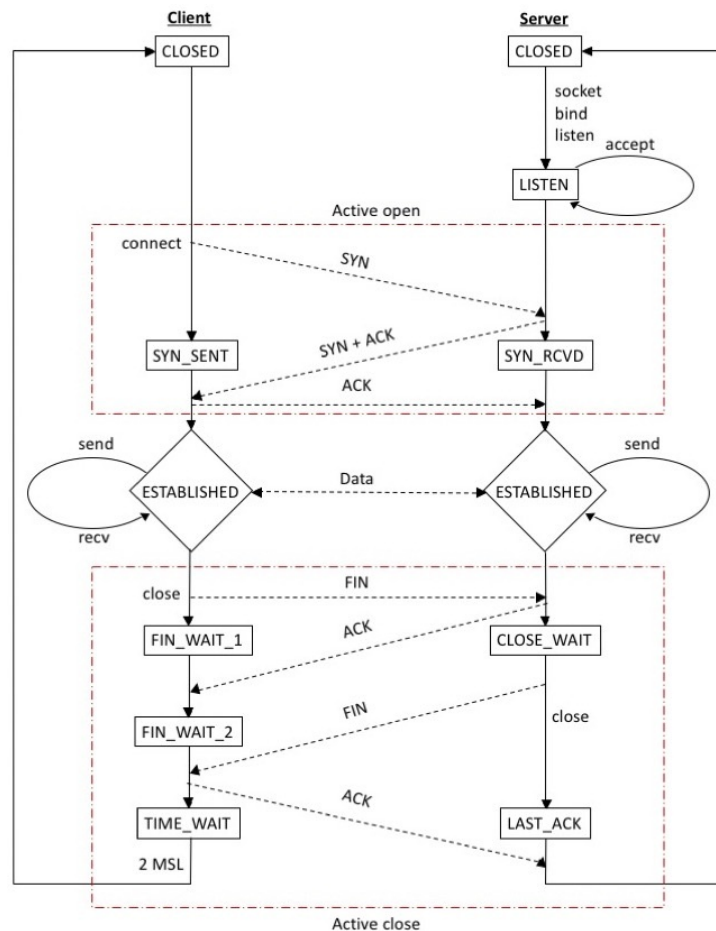 Client
Server
CLOSED
CLOSED
socket
bind
listen
accept
LISTEN
Active open
connect
SYN
SYN_SENT
SYN + ACK
SYN_RCVD
ACK
send
send
ESTABLISHED
Data
ESTABLISHED
recv
recv
close
FIN
FIN_WAIT_1
ACK
CLOSE_WAIT
FIN
close
FIN_WAIT_2
ACK
TIME_WAIT
LAST_ACK
2 MSL
Active close